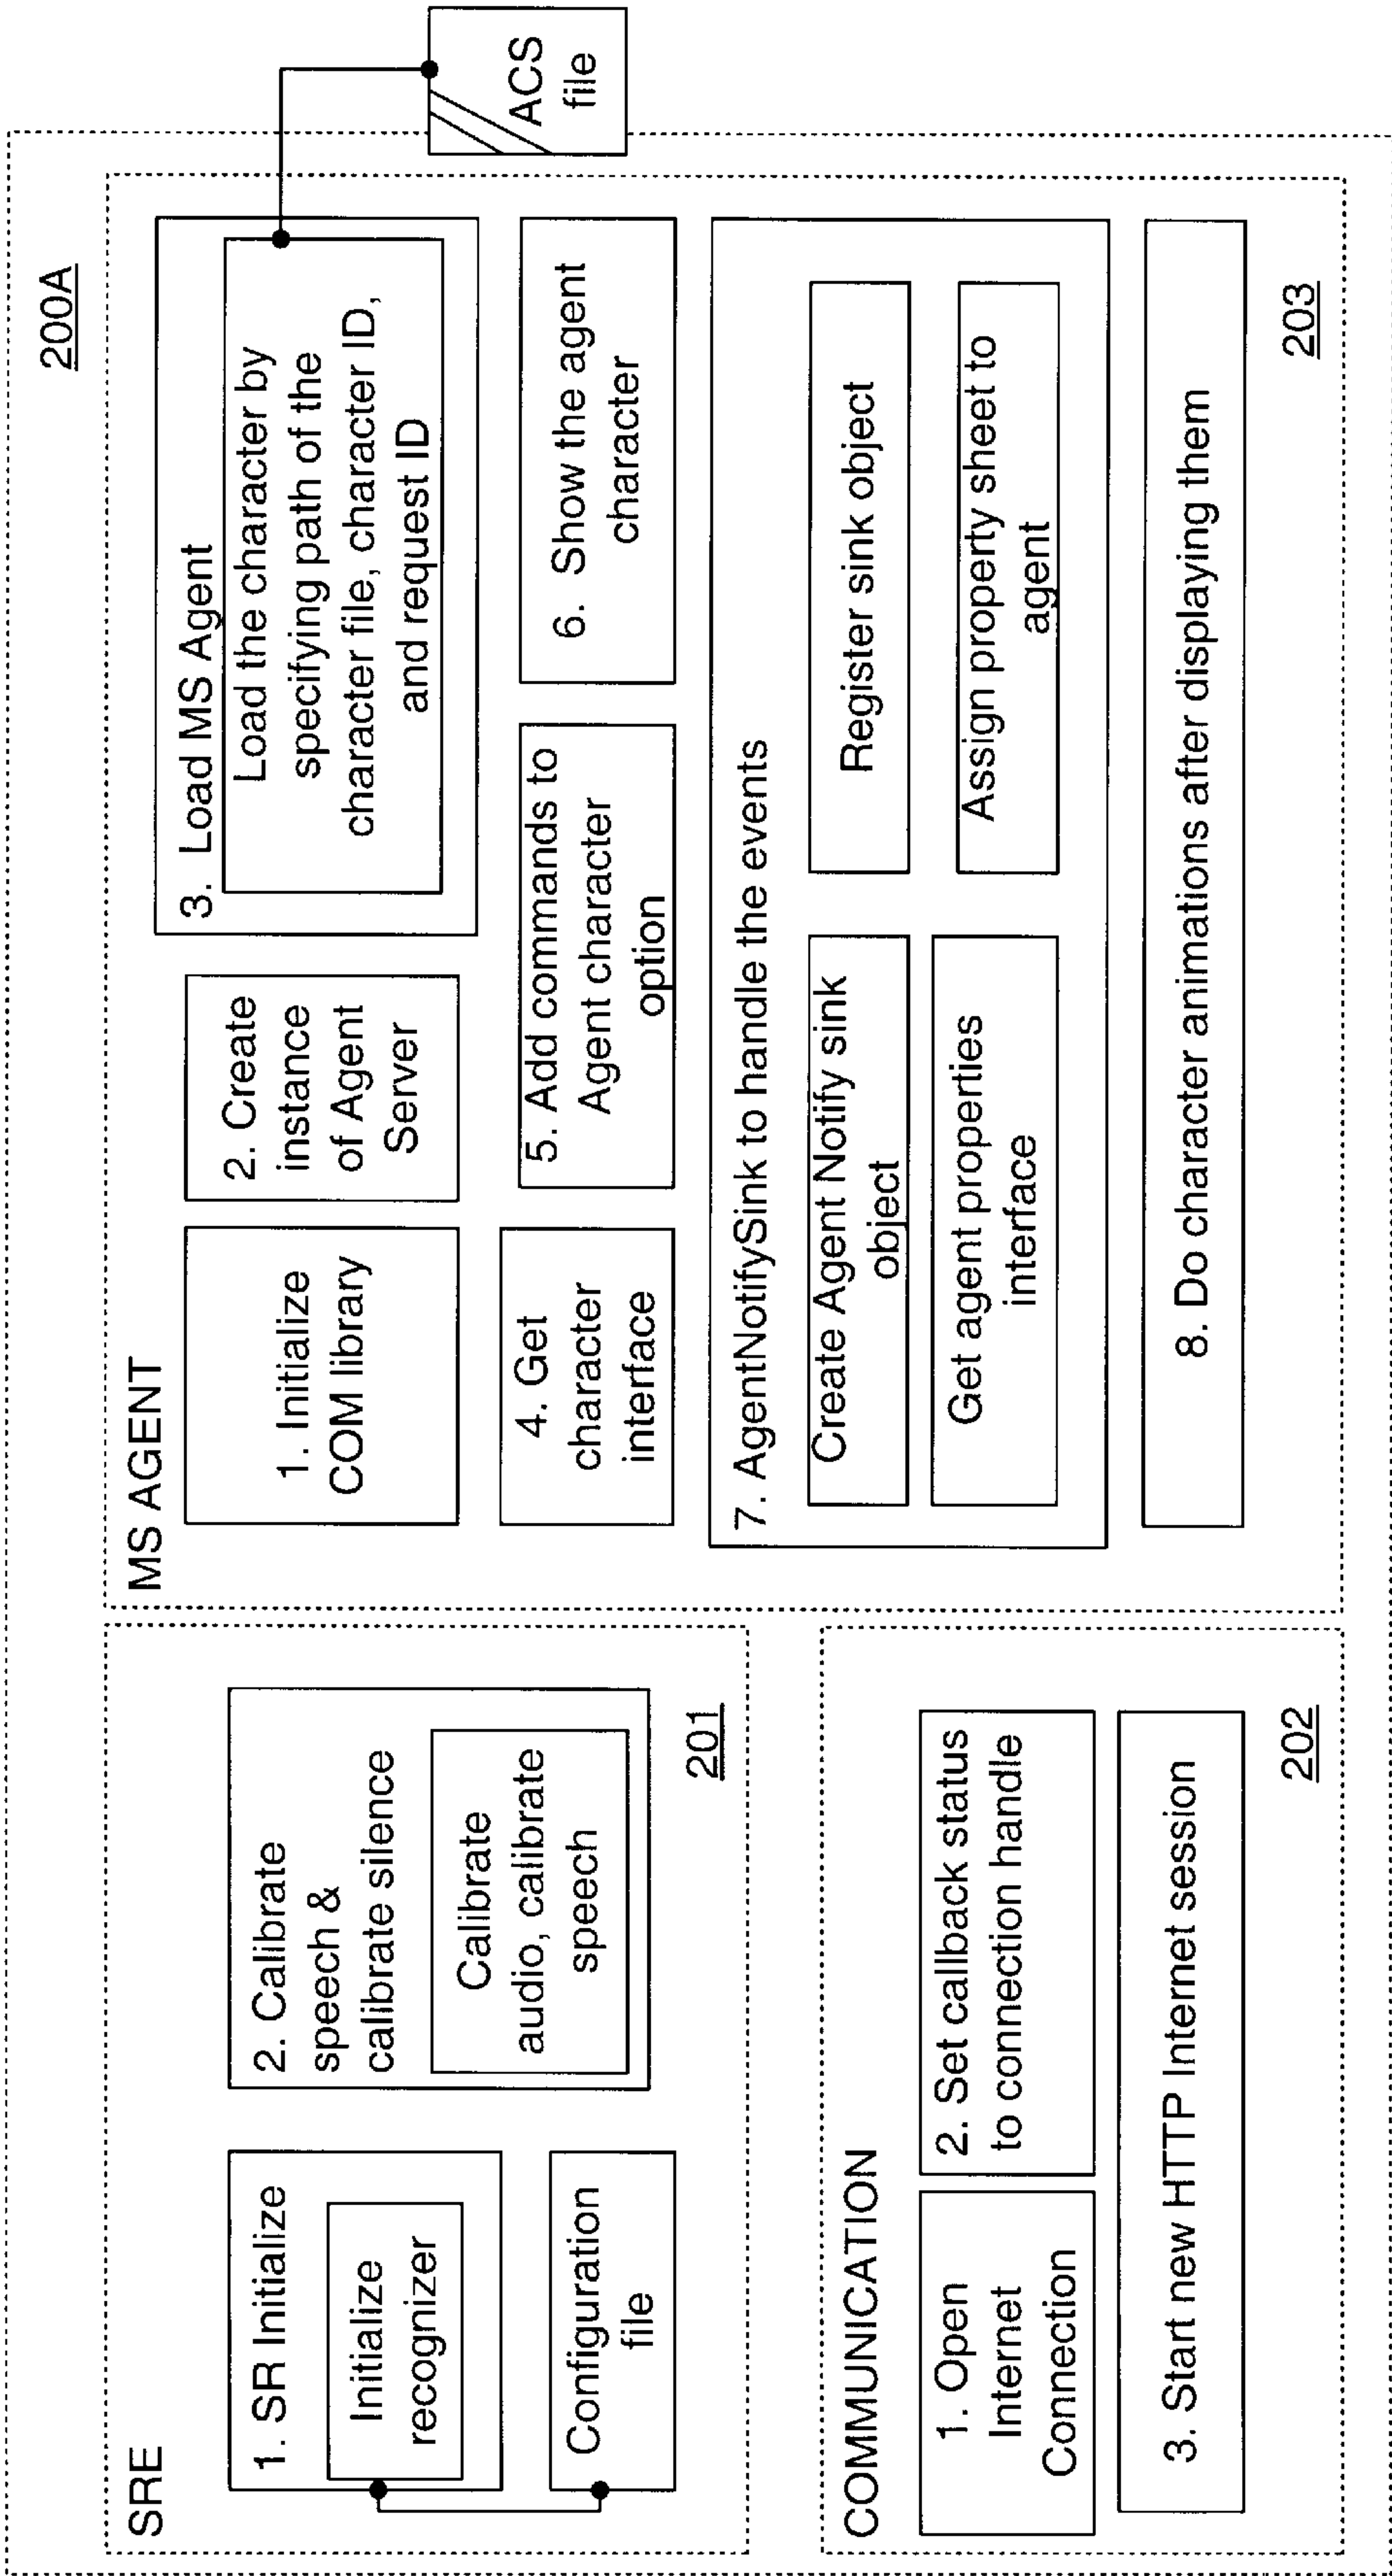 200A
SRE
1. SR Initialize
Initialize
recognizer
Configuration
file
2. Calibrate
speech &
calibrate silence
Calibrate
audio, calibrate
speech
201
COMMUNICATION
1. Open
Internet
Connection
2. Set callback status
to connection handle
3. Start new HTTP Internet session
202
MS AGENT
1. Initialize
COM library
2. Create
instance
of Agent
Server
3. Load MS Agent
Load the character by
specifying path of the
character file, character ID,
and request ID
ACS
file
4. Get
character
interface
5. Add commands to
Agent character
option
6. Show the agent
character
7. AgentNotifySink to handle the events
Create Agent Notify sink
object
Register sink object
Get agent properties
interface
Assign property sheet to
agent
8. Do character animations after displaying them
203